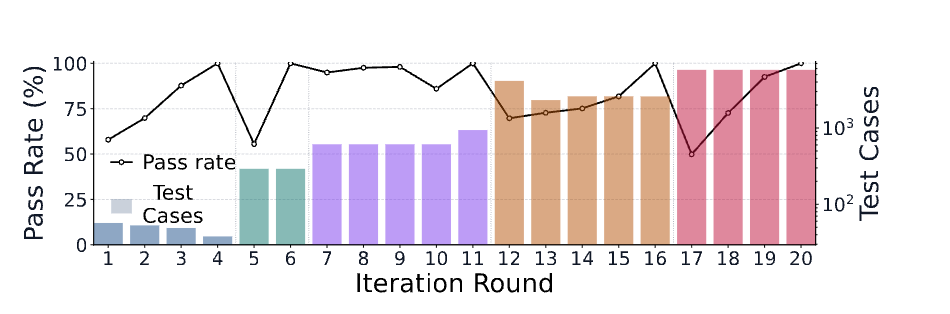 Pass Rate (%)
100
75
50
25
0
Pass rate
Test
Cases
10³
10²
Test Cases
1 2 3 4 5 6 7 8 9 10 11 12 13 14 15 16 17 18 19 20
Iteration Round